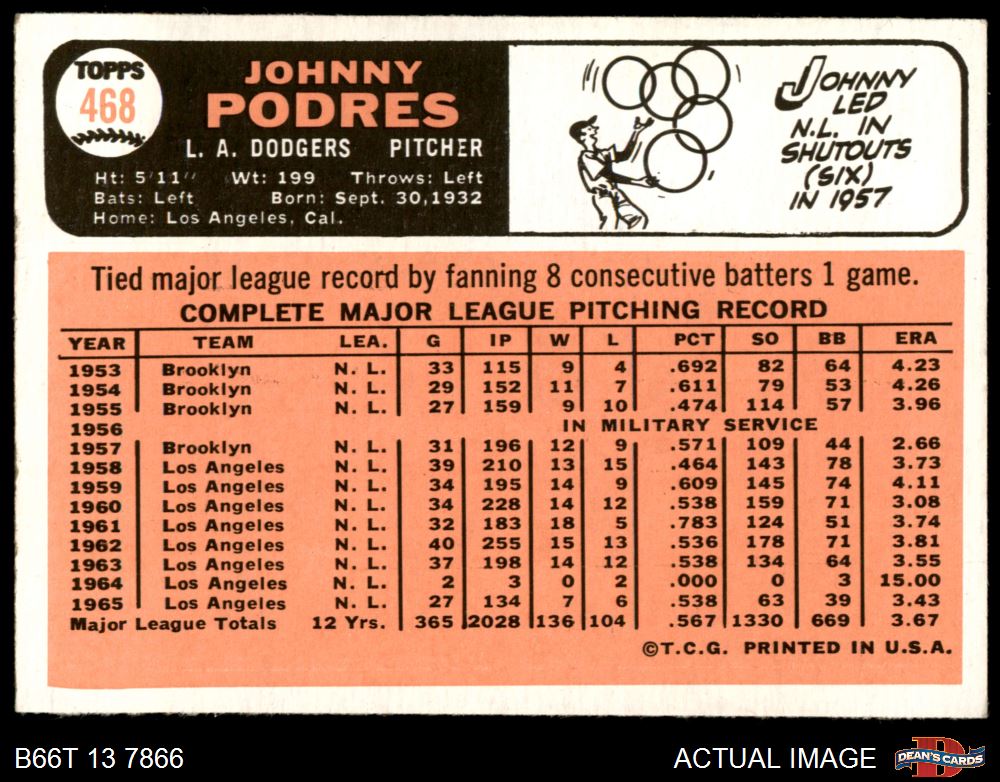 TOPPS
468
JOHNNY
PODRES
L. A. DODGERS PITCHER
Ht: 5'11" Wt: 199 Throws: Left
Bats: Left Born: Sept. 30, 1932
Home: Los Angeles, Cal.
JOHNNY
LED
N.L. IN
SHUTOUTS
(SIX)
IN 1957
Tied major league record by fanning 8 consecutive batters 1 game.
COMPLETE MAJOR LEAGUE PITCHING RECORD
YEAR TEAM LEA. G IP W L PCT SO BB ERA
1953 Brooklyn N. L. 33 115 9 4 .692 82 64 4.23
1954 Brooklyn N. L. 29 152 11 7 .611 79 53 4.26
1955 Brooklyn N. L. 27 159 9 10 .474 114 57 3.96
1956 IN MILITARY SERVICE
1957 Brooklyn N. L. 31 196 12 9 .571 109 44 2.66
1958 Los Angeles N. L. 39 210 13 15 .464 143 78 3.73
1959 Los Angeles N. L. 34 195 14 9 .609 145 74 4.11
1960 Los Angeles N. L. 34 228 14 12 .538 159 71 3.08
1961 Los Angeles N. L. 32 183 18 5 .783 124 51 3.74
1962 Los Angeles N. L. 40 255 15 13 .536 178 71 3.81
1963 Los Angeles N. L. 37 198 14 12 .538 134 64 3.55
1964 Los Angeles N. L. 2 3 0 2 .000 0 3 15.00
1965 Los Angeles N. L. 27 134 7 6 .538 63 39 3.43
Major League Totals 12 Yrs. 365 2028 136 104 .567 1330 669 3.67
©T.C.G. PRINTED IN U.S.A.
B66T 13 7866
ACTUAL IMAGE
D
DEAN'S CARDS